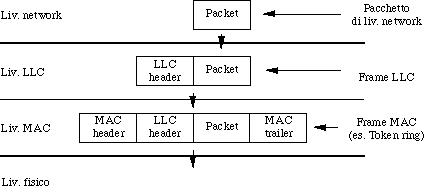 Liv. network
Packet
Pacchetto
di liv. network
Liv. LLC
LLC
header
Packet
Frame LLC
Liv. MAC
MAC
header
LLC
header
Packet
MAC
trailer
Frame MAC
(es. Token ring)
Liv. fisico